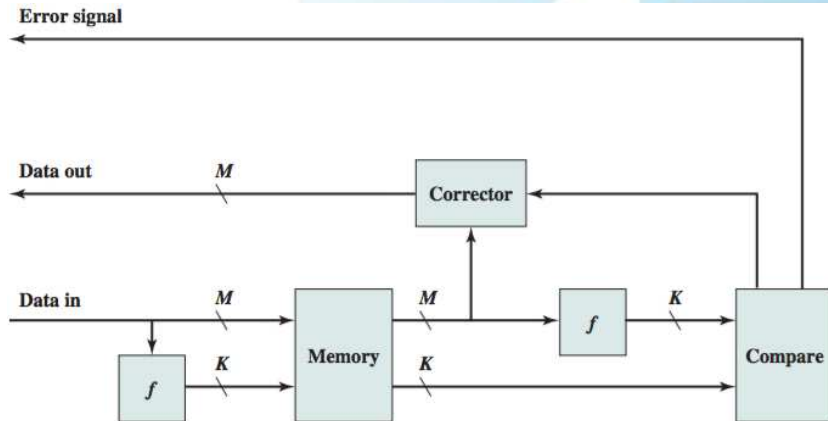 Error signal
Data out
M
Corrector
Data in
M
M
K
f
Memory
Compare
K
K
f